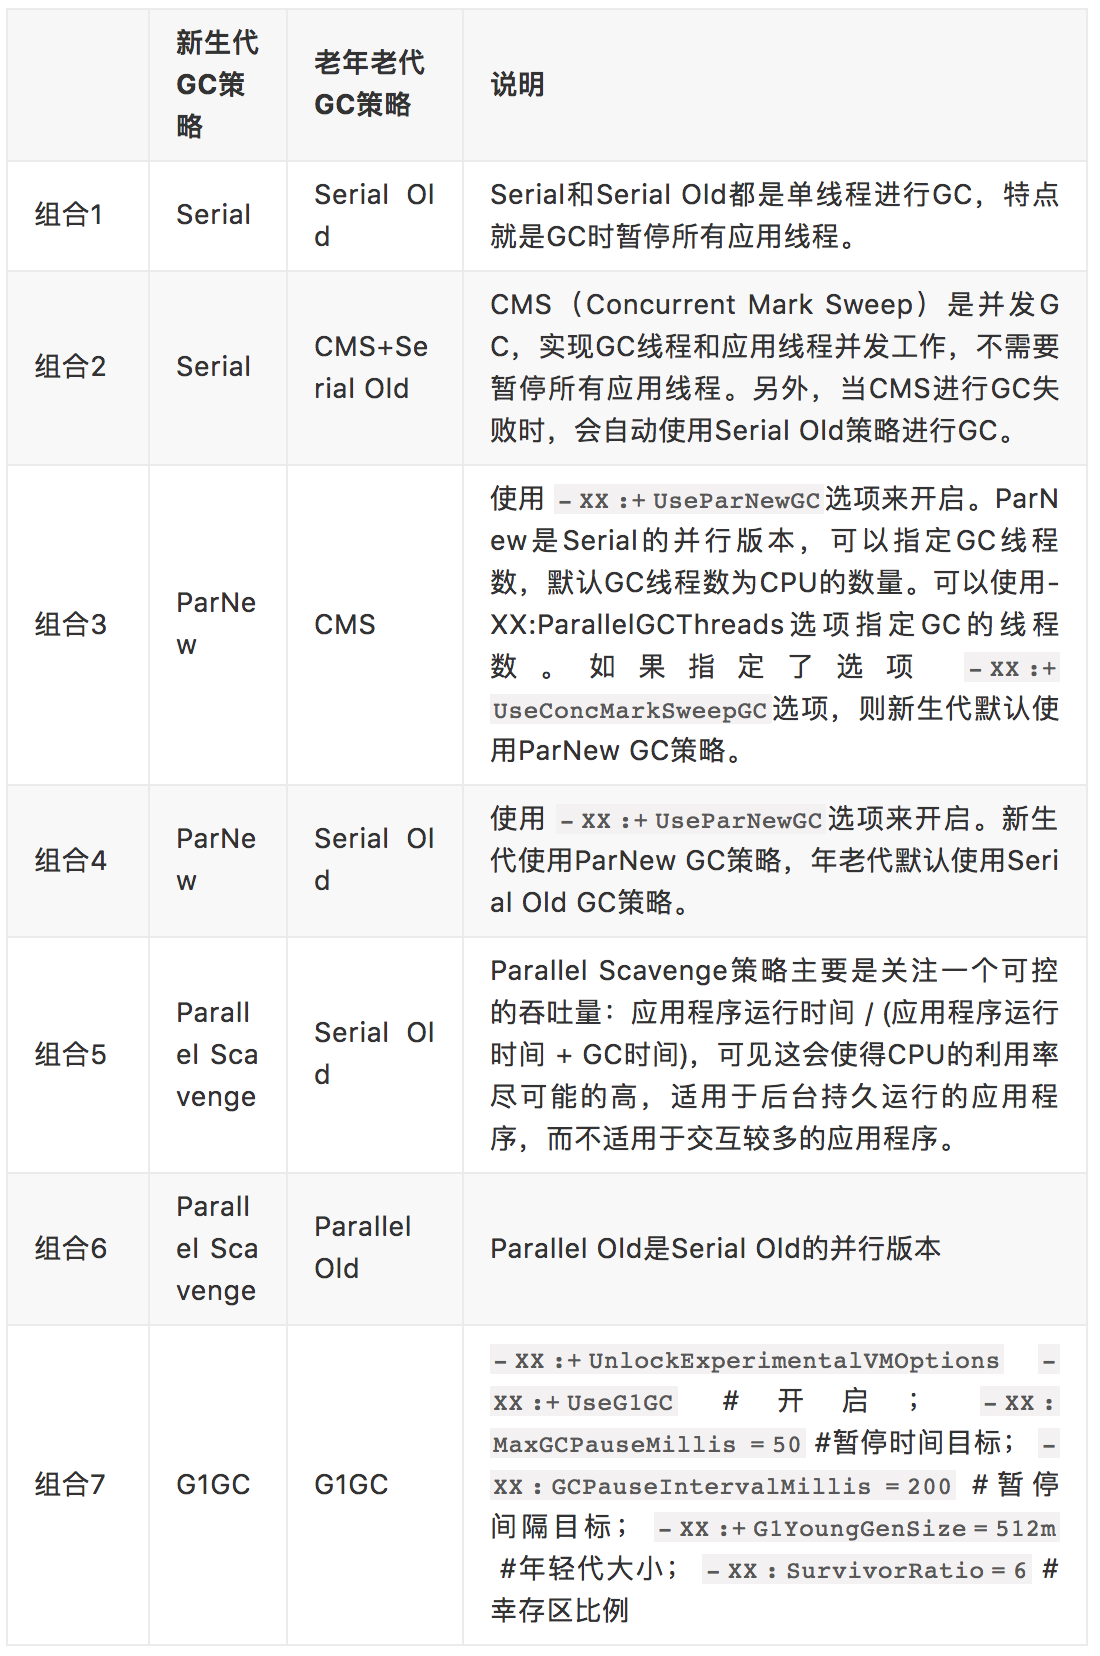 新生代
GC策
略
老年老代
GC策略
说明
组合1
Serial
Serial Ol
d
Serial和Serial Old都是单线程进行GC，特点
就是GC时暂停所有应用线程。
组合2
Serial
CMS+Se
rial Old
CMS（Concurrent Mark Sweep）是并发G
C，实现GC线程和应用线程并发工作，不需要
暂停所有应用线程。另外，当CMS进行GC失
败时，会自动使用Serial Old策略进行GC。
组合3
ParNe
w
CMS
使用 -XX:+UseParNewGC选项来开启。ParN
ew是Serial的并行版本，可以指定GC线程
数，默认GC线程数为CPU的数量。可以使用-
XX:ParallelGCThreads选项指定GC的线程
数。如果指定了选项 -XX:+
UseConcMarkSweepGC选项，则新生代默认使
用ParNew GC策略。
组合4
ParNe
w
Serial Ol
d
使用 -XX:+UseParNewGC选项来开启。新生
代使用ParNew GC策略，年老代默认使用Seri
al Old GC策略。
组合5
Parall
el Sca
venge
Serial Ol
d
Parallel Scavenge策略主要是关注一个可控
的吞吐量：应用程序运行时间 / (应用程序运行
时间 + GC时间)，可见这会使得CPU的利用率
尽可能的高，适用于后台持久运行的应用程
序，而不适用于交互较多的应用程序。
组合6
Parall
el Sca
venge
Parallel
Old
Parallel Old是Serial Old的并行版本
组合7
G1GC
G1GC
-XX:+UnlockExperimentalVMOptions -
XX:+UseG1GC #开启； -XX:
MaxGCPauseMillis =50 #暂停时间目标； -
XX:GCPauseIntervalMillis =200 #暂停
间隔目标； -XX:+G1YoungGenSize=512m
#年轻代大小； -XX:SurvivorRatio=6 #
幸存区比例